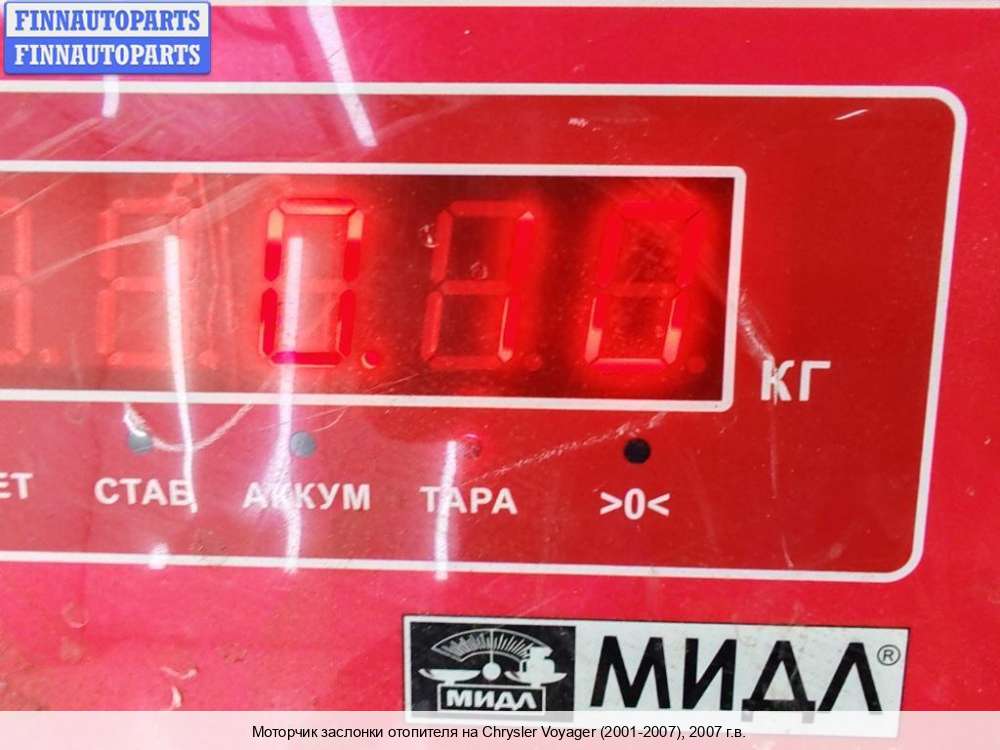 FINNAUTOPARTS
FINNAUTOPARTS
0.10
КГ
СТАБ АККУМ ТАРА >0<
МИДЛ
МИДЛ®
Моторчик заслонки отопителя на Chrysler Voyager (2001-2007), 2007 г.в.